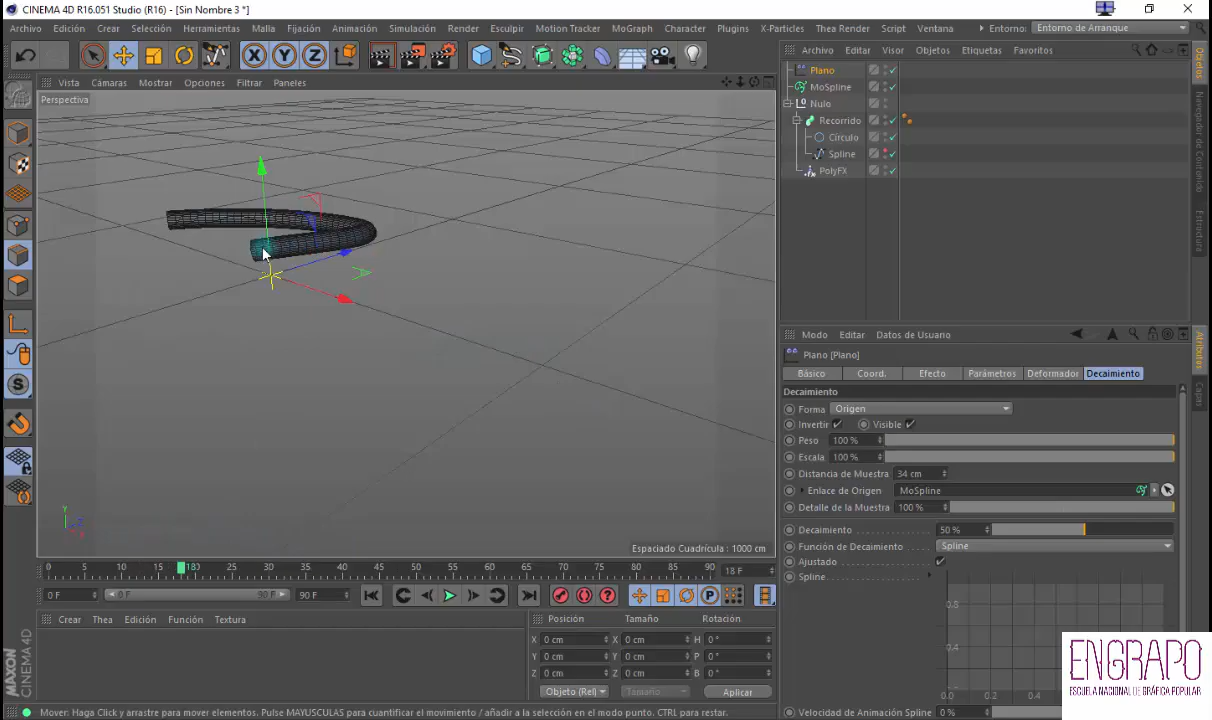 CINEMA 4D R16.051 Studio (R16) - [Sin Nombre 3 *]
Archivo Edición Crear Selección Herramientas Malla Fijación Animación Simulación Render Esculpir Motion Tracker MoGraph Character Plugins X-Particles Thea Render Script Ventana Entorno: Entorno de Arranque
X Y Z
Archivo Editar Visor Objetos Etiquetas Favoritos
Vista Cámaras Mostrar Opciones Filtrar Paneles
Perspectiva
Plano
MoSpline
Nulo
Recorrido
Círculo
Spline
PolyFX
Objetos
Navegador de Contenido
Estructura
Modo Editar Datos de Usuario
Atributos
Capas
Plano [Plano]
Básico Coord. Efecto Parámetros Deformador Decaimiento
Decaimiento
Forma Origen
Invertir Visible
Peso 100 %
Escala 100 %
Distancia de Muestra 34 cm
Enlace de Origen MoSpline
Detalle de la Muestra 100 %
Decaimiento 50 %
Función de Decaimiento Spline
Ajustado
Spline
0.8
0.4
0.0 0.2 0.4
Velocidad de Animación Spline 0 %
Y
Z
X
Espaciado Cuadrícula : 1000 cm
0 5 10 15 180 25 30 35 40 45 50 55 60 65 70 75 80 85 90 18 F
0 F 0 F 90 F 90 F
Crear Thea Edición Función Textura
Posición Tamaño Rotación
X 0 cm X 0 cm H 0 °
Y 0 cm Y 0 cm P 0 °
Z 0 cm Z 0 cm B 0 °
Objeto (Rel) Tamaño Aplicar
MAXON
CINEMA 4D
Mover: Haga Click y arrastre para mover elementos. Pulse MAYUSCULAS para cuantificar el movimiento / añadir a la selección en el modo punto. CTRL para restar.
ENGRAPO
ESCUELA NACIONAL DE GRÁFICA POPULAR